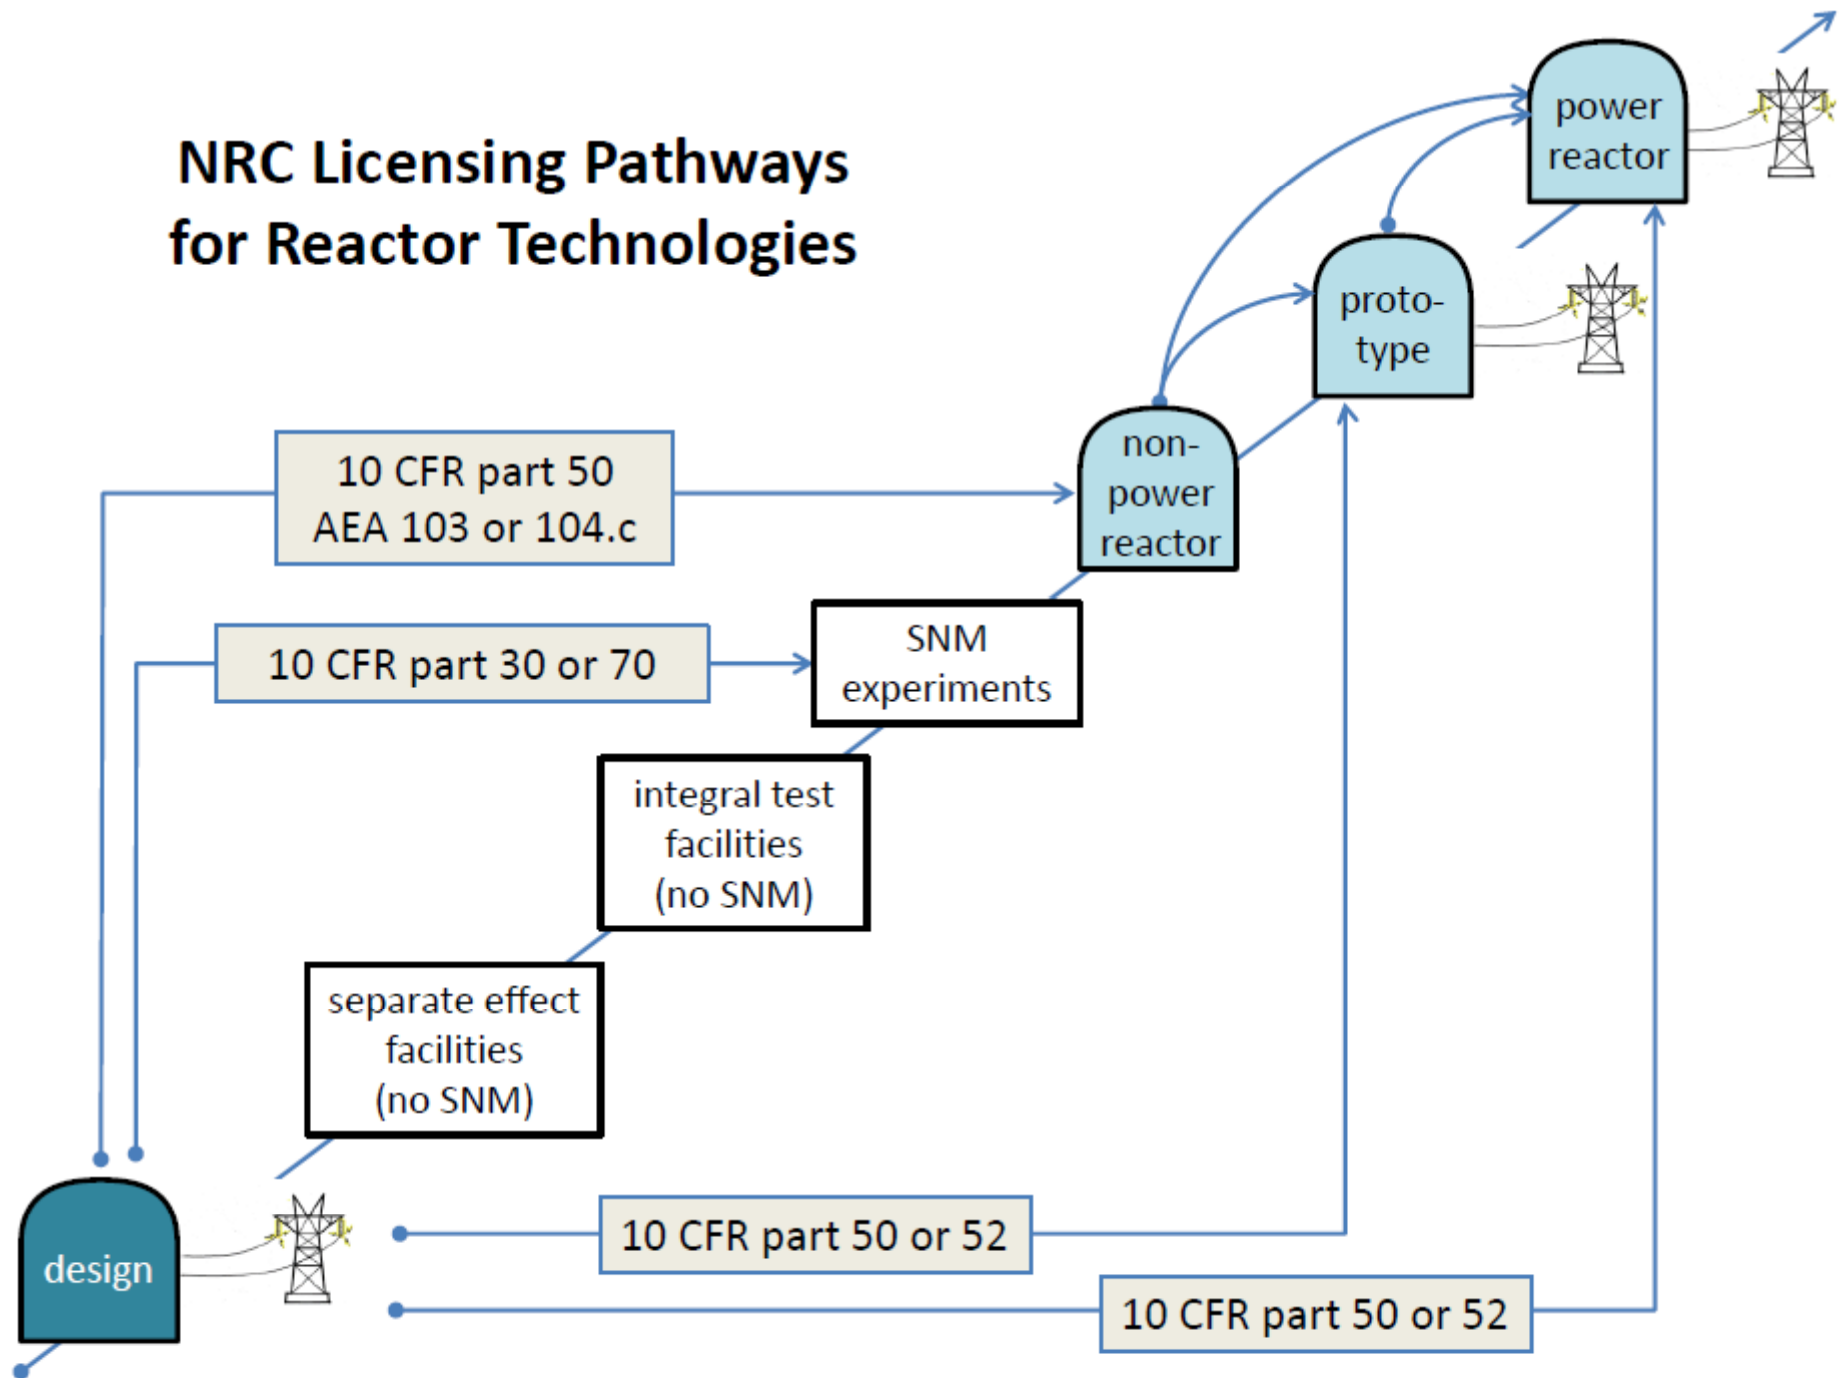 NRC Licensing Pathways
for Reactor Technologies
power
reactor
proto-
type
non-
power
reactor
10 CFR part 50
AEA 103 or 104.c
10 CFR part 30 or 70
SNM
experiments
integral test
facilities
(no SNM)
separate effect
facilities
(no SNM)
design
10 CFR part 50 or 52
10 CFR part 50 or 52